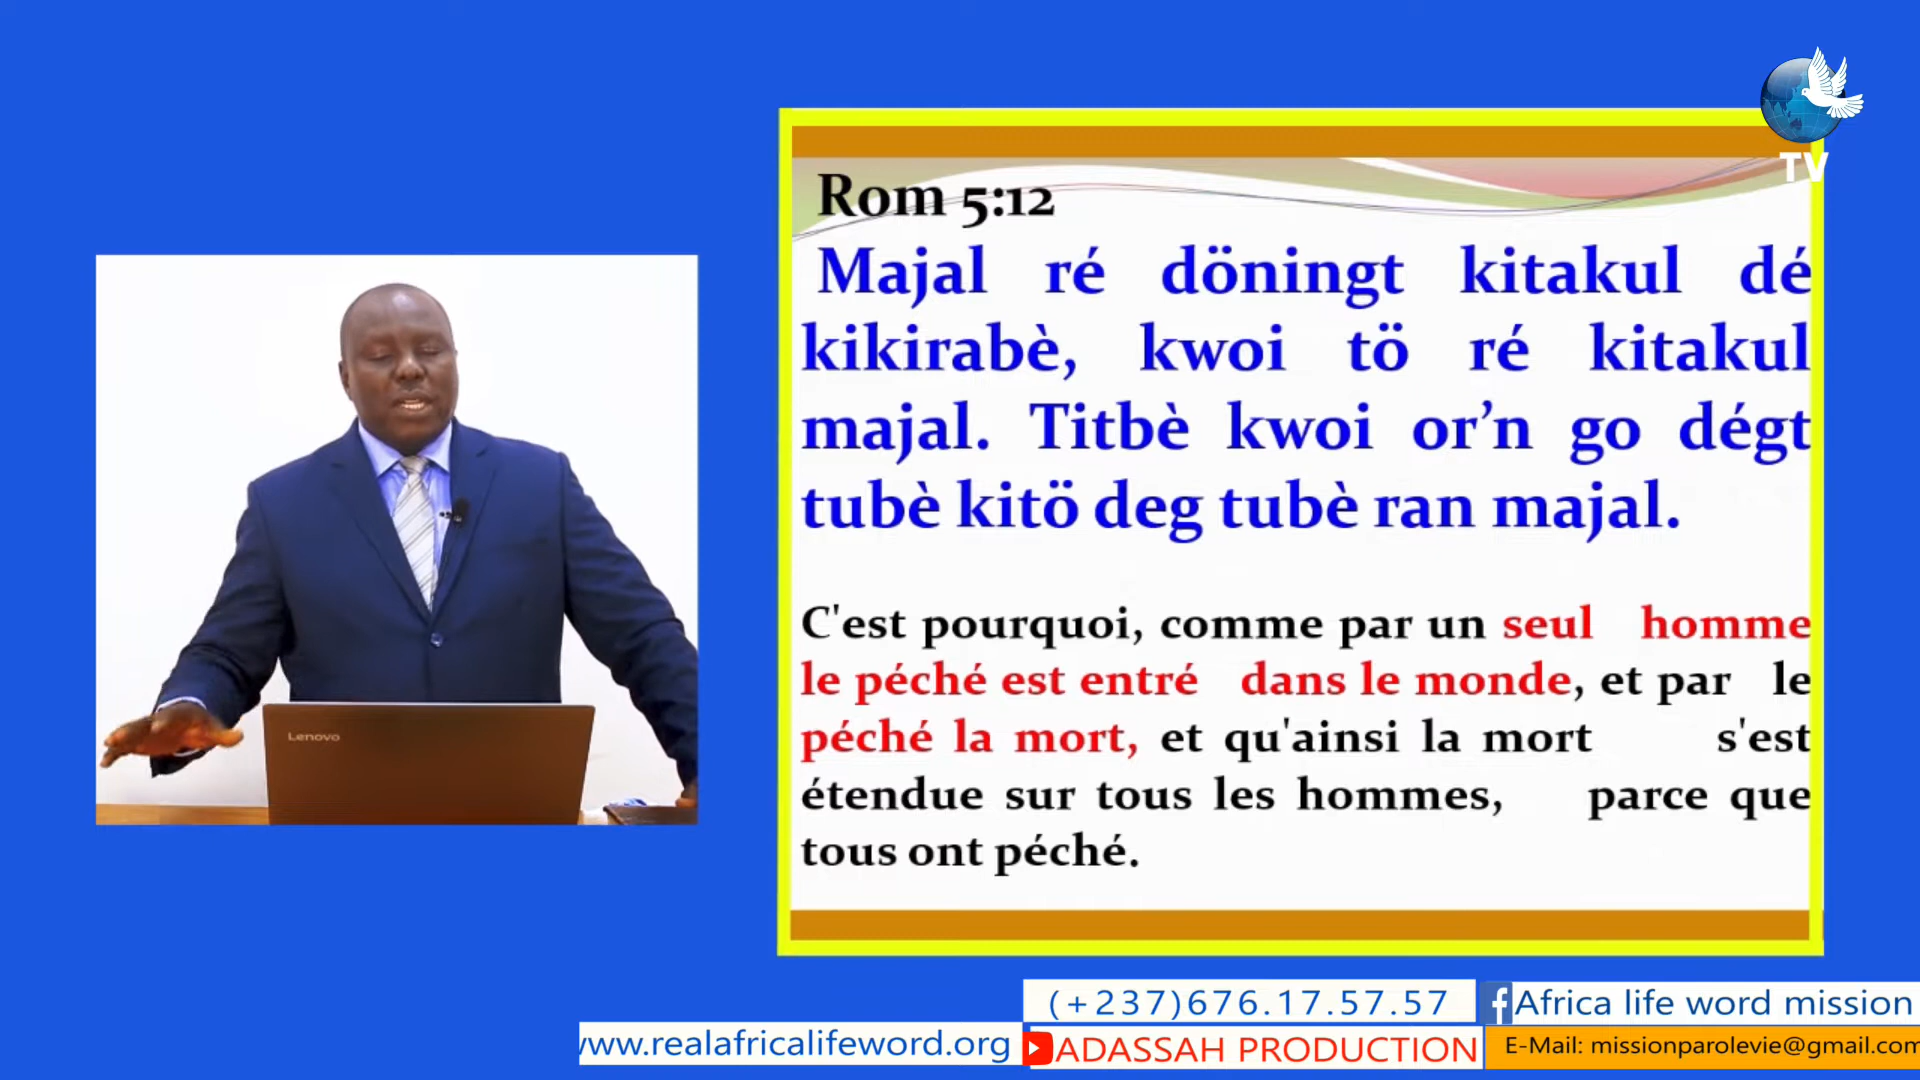 TV
Rom 5:12
Majal ré döningt kitakul dé
kikirabè, kwoi tö ré kitakul
majal. Titbè kwoi or’n go dégt
tubè kitö deg tubè ran majal.
C'est pourquoi, comme par un seul homme
le péché est entré dans le monde, et par le
péché la mort, et qu'ainsi la mort s'est
étendue sur tous les hommes, parce que
tous ont péché.
Lenovo
(+237)676.17.57.57
Africa life word mission
www.realafricalifeword.org
ADASSAH PRODUCTION
E-Mail: missionparolevie@gmail.com